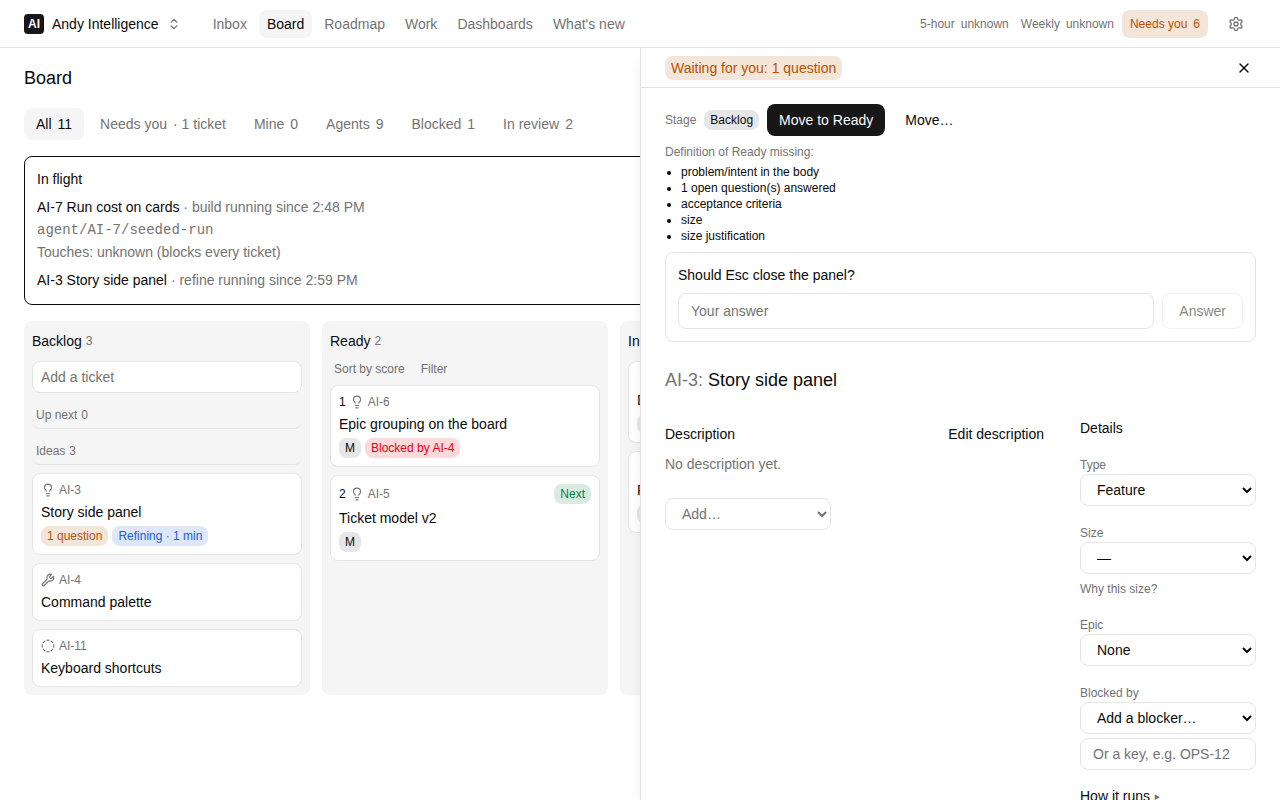 AI Andy Intelligence Inbox Board Roadmap Work Dashboards What's new 5-hour unknown Weekly unknown Needs you 6
Board
All 11 Needs you · 1 ticket Mine 0 Agents 9 Blocked 1 In review 2
In flight
AI-7 Run cost on cards · build running since 2:48 PM
agent/AI-7/seeded-run
Touches: unknown (blocks every ticket)
AI-3 Story side panel · refine running since 2:59 PM
Backlog 3
Add a ticket
Up next 0
Ideas 3
AI-3
Story side panel
1 question Refining · 1 min
AI-4
Command palette
AI-11
Keyboard shortcuts
Ready 2
Sort by score Filter
1 AI-6
Epic grouping on the board
M Blocked by AI-4
2 AI-5 Next
Ticket model v2
M
In
Waiting for you: 1 question
Stage Backlog Move to Ready Move…
Definition of Ready missing:
• problem/intent in the body
• 1 open question(s) answered
• acceptance criteria
• size
• size justification
Should Esc close the panel?
Your answer Answer
AI-3: Story side panel
Description Edit description
No description yet.
Add…
Details
Type
Feature
Size
—
Why this size?
Epic
None
Blocked by
Add a blocker…
Or a key, e.g. OPS-12
How it runs ▸